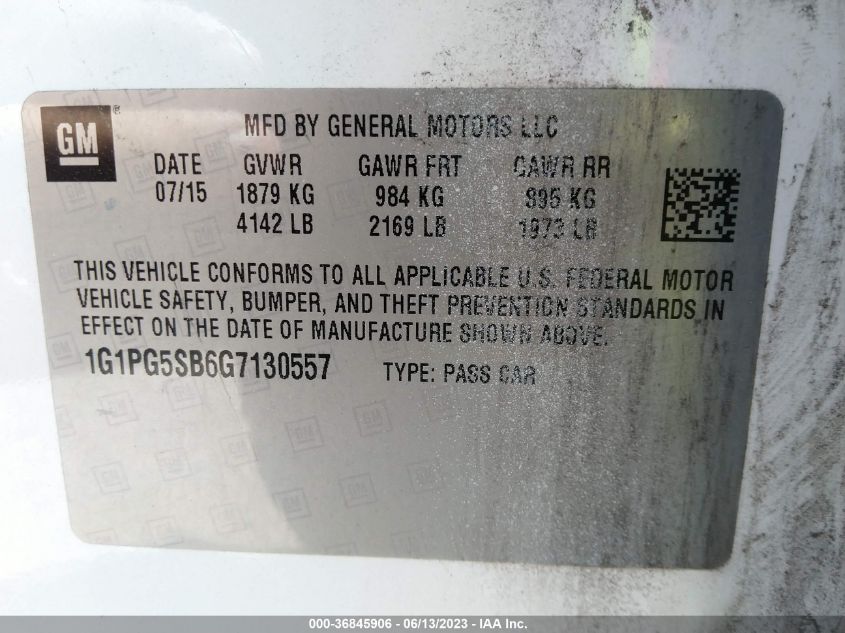 GM ®
MFD BY GENERAL MOTORS LLC
DATE GVWR GAWR FRT GAWR RR
07/15 1879 KG 984 KG 895 KG
4142 LB 2169 LB 1973 LB
THIS VEHICLE CONFORMS TO ALL APPLICABLE U.S. FEDERAL MOTOR
VEHICLE SAFETY, BUMPER, AND THEFT PREVENTION STANDARDS IN
EFFECT ON THE DATE OF MANUFACTURE SHOWN ABOVE.
1G1PG5SB6G7130557 TYPE: PASS CAR
000-36845906 - 06/13/2023 - IAA Inc.